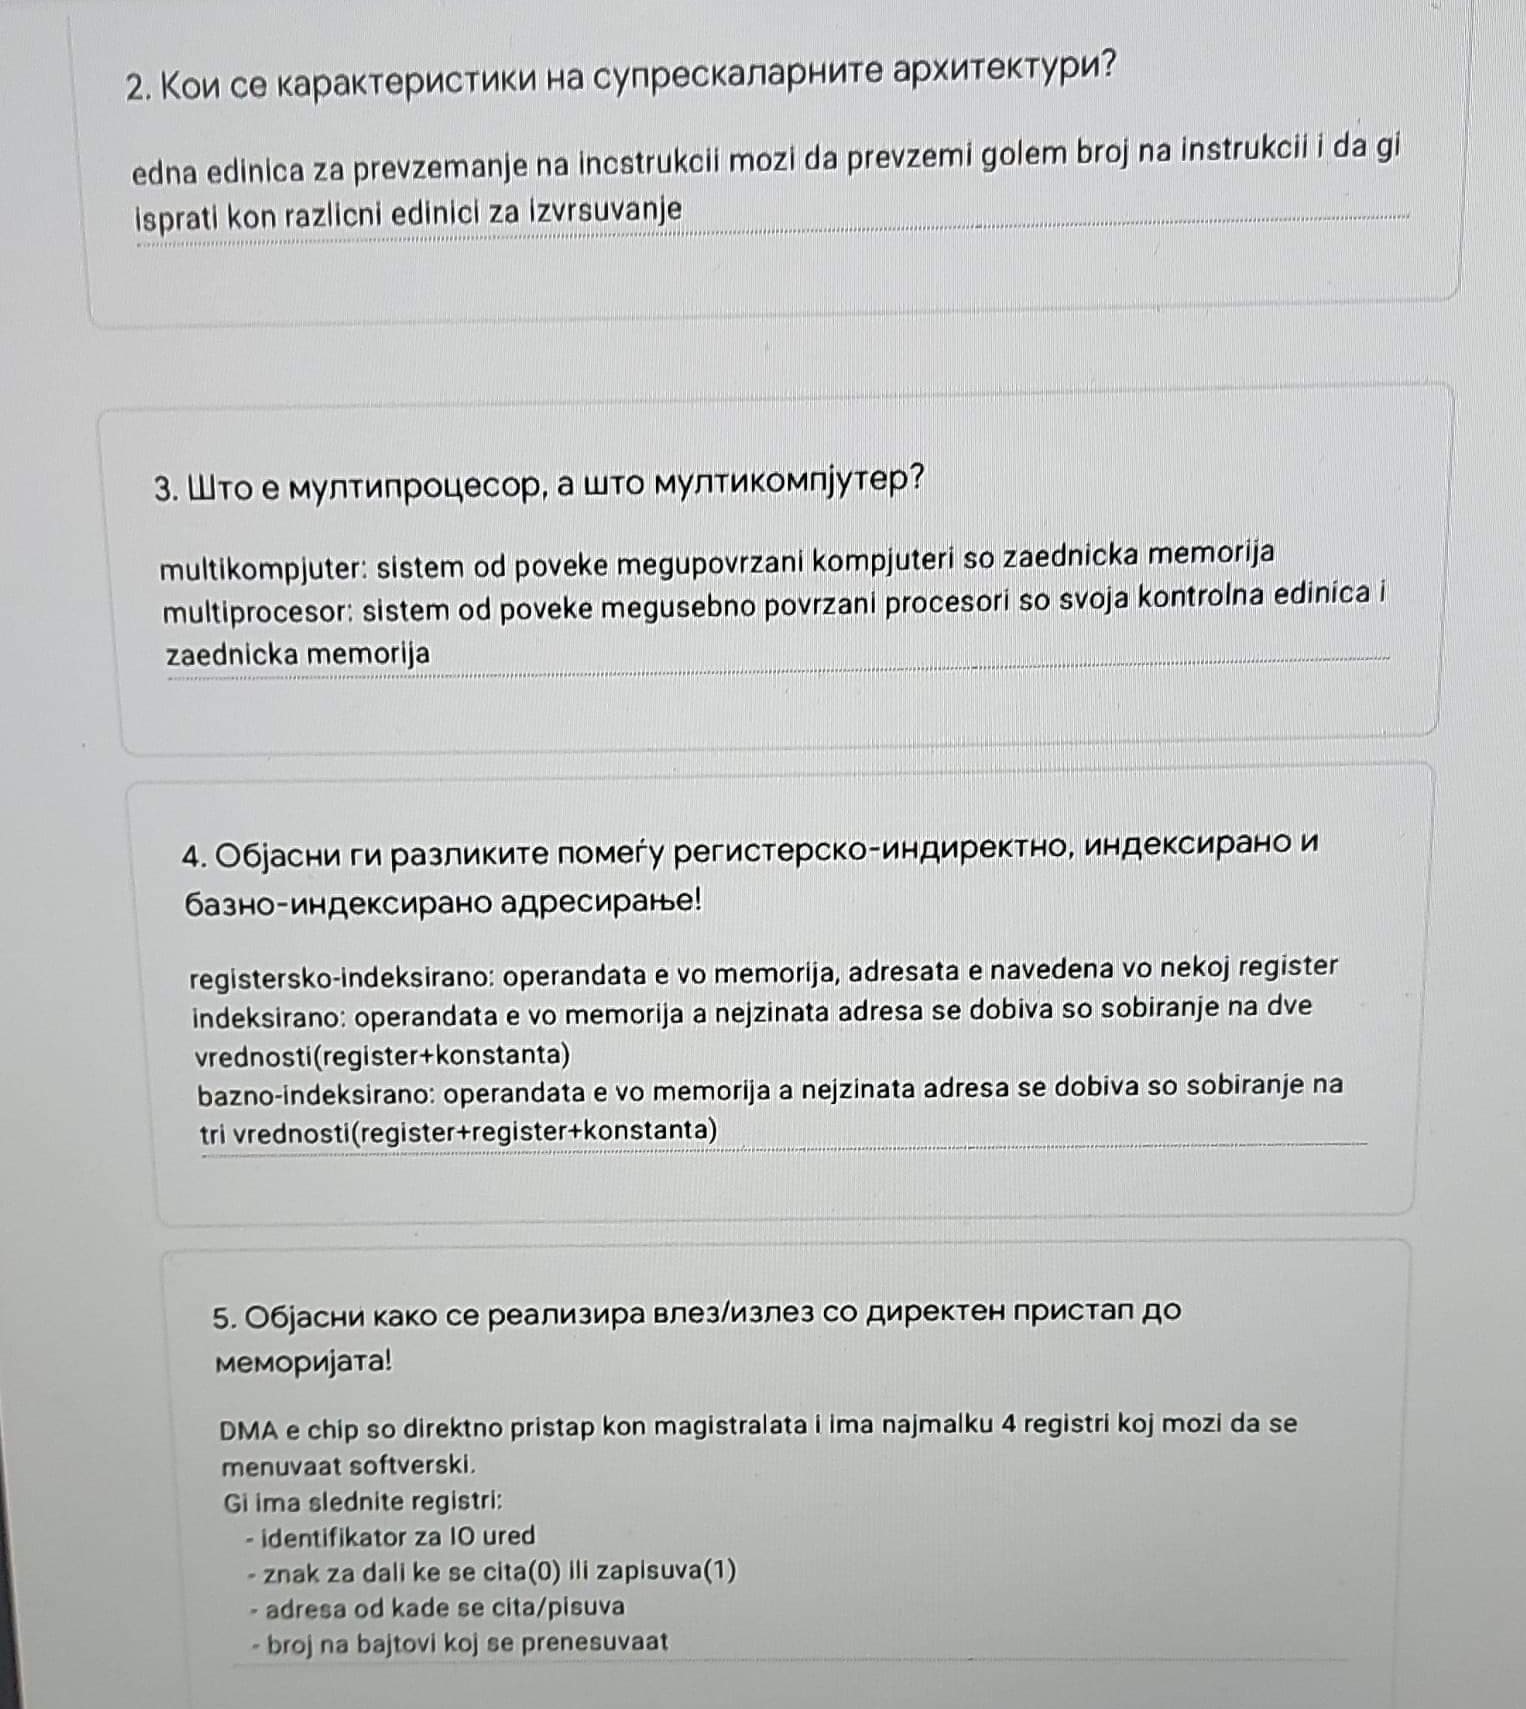 2. Кои се карактеристики на супрескаларните архитектури?
edna edinica za prevzemanje na incstrukcii mozi da prevzemi golem broj na instrukcii i da gi
isprati kon razlicni edinici za izvrsuvanje
3. Што е мултипроцесор, а што мултикомпјутер?
multikompjuter: sistem od poveke megupovrzani kompjuteri so zaednicka memorija
multiprocesor: sistem od poveke megusebno povrzani procesori so svoja kontrolna edinica i
zaednicka memorija
4. Објасни ги разликите помеѓу регистерско-индиректно, индексирано и
базно-индексирано адресирање!
registersko-indeksirano: operandata e vo memorija, adresata e navedena vo nekoj register
indeksirano: operandata e vo memorija a nejzinata adresa se dobiva so sobiranje na dve
vrednosti(register+konstanta)
bazno-indeksirano: operandata e vo memorija a nejzinata adresa se dobiva so sobiranje na
tri vrednosti(register+register+konstanta)
5. Објасни како се реализира влез/излез со директен пристап до
меморијата!
DMA e chip so direktno pristap kon magistralata i ima najmalku 4 registri koj mozi da se
menuvaat softverski.
Gi ima slednite registri:
- identifikator za IO ured
- znak za dali ke se cita(0) ili zapisuva(1)
- adresa od kade se cita/pisuva
- broj na bajtovi koj se prenesuvaat